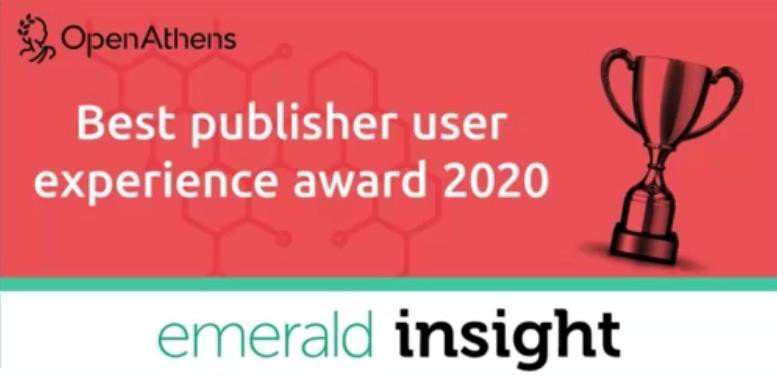 OpenAthens
Best publisher user
experience award 2020
emerald insight